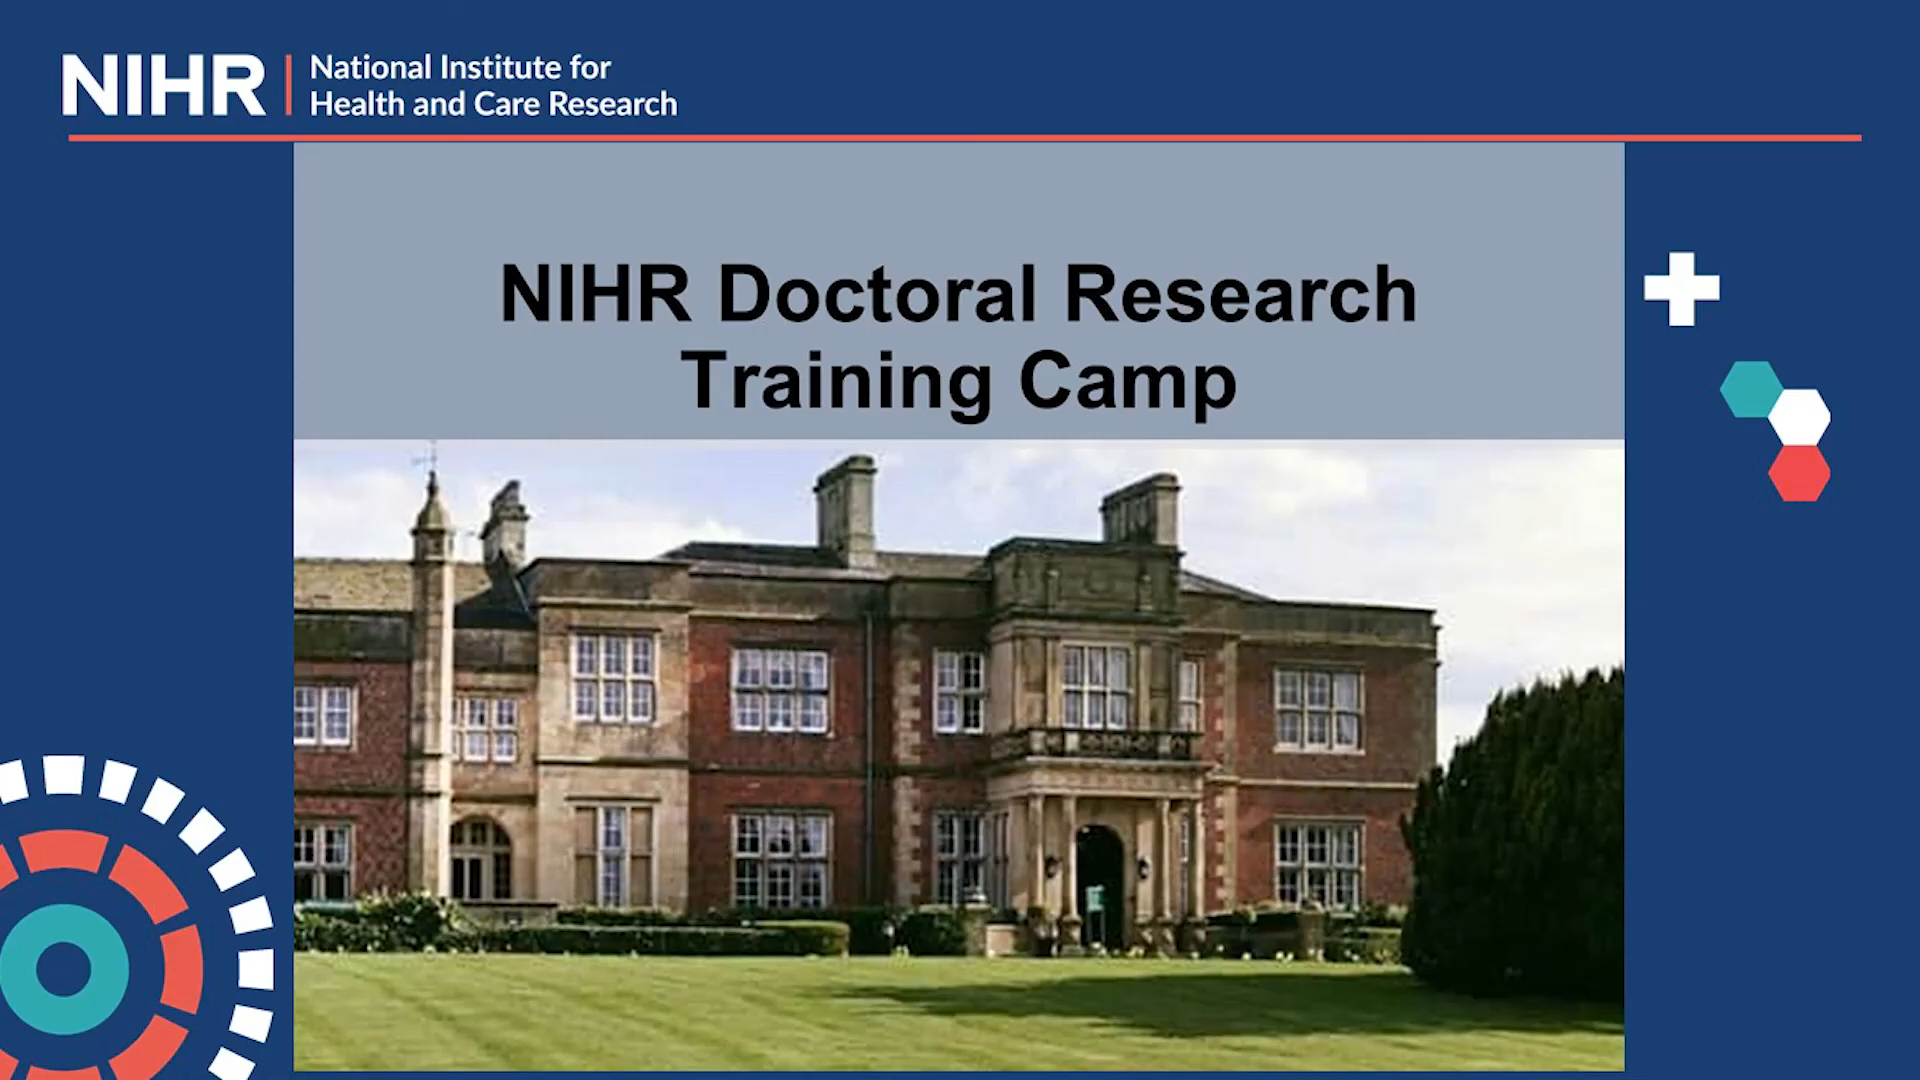 NIHR
National Institute for
Health and Care Research
NIHR Doctoral Research
Training Camp